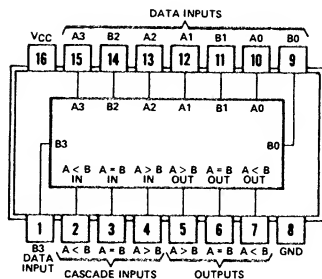 DATA INPUTS
VCC A3 B2 A2 A1 B1 A0 B0
16 15 14 13 12 11 10 9
A3 B2 A2 A1 B1 A0
B3 B0
A < B A = B A > B A > B A = B A < B
IN IN IN OUT OUT OUT
1 2 3 4 5 6 7 8
B3 A < B A = B A > B A > B A = B A < B GND
DATA INPUT CASCADE INPUTS OUTPUTS